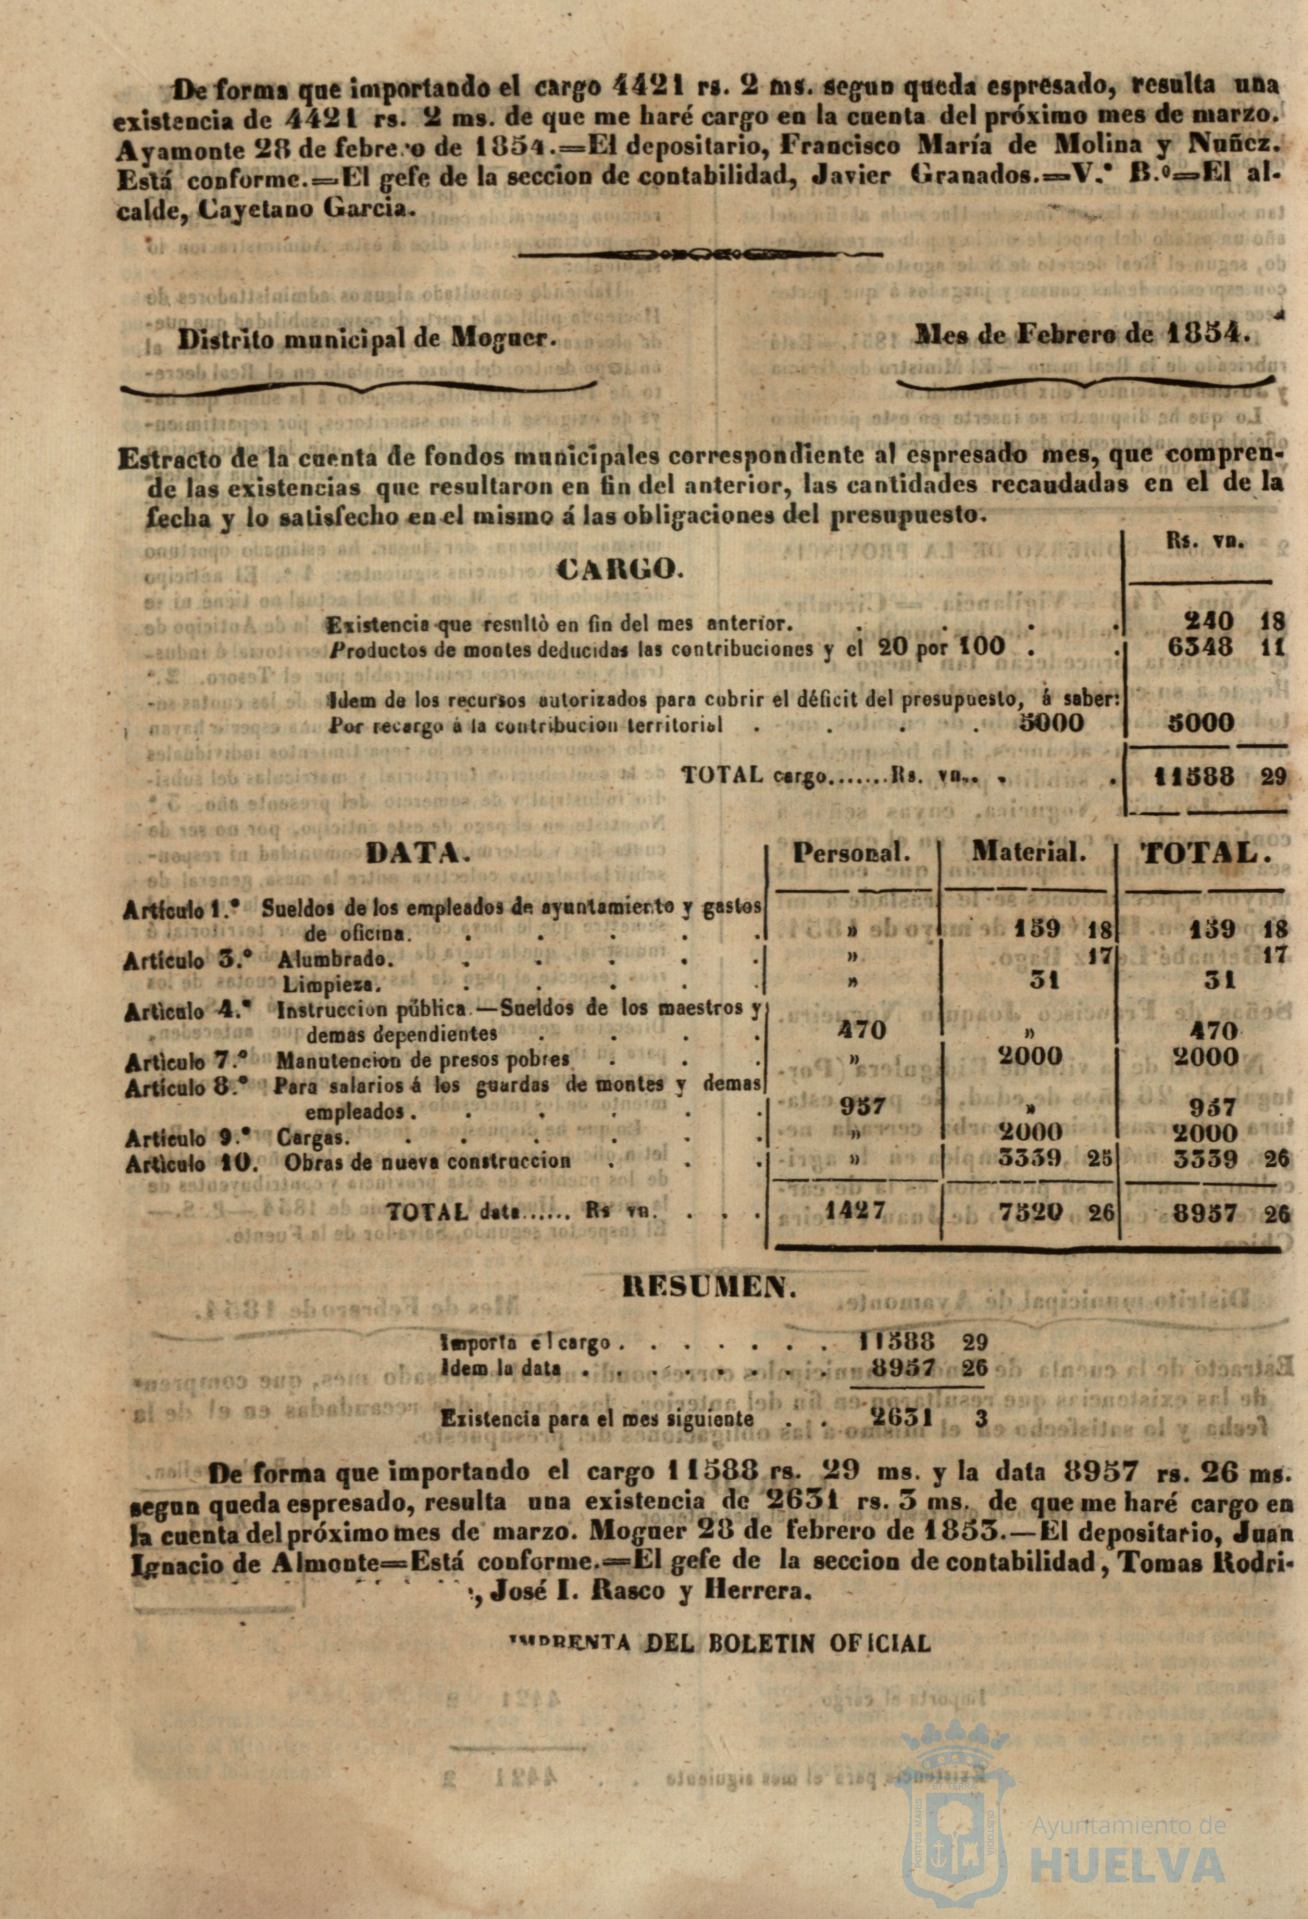 De forma que importando el cargo 4421 rs. 2 ms. segun queda espresado, resulta una
existencia de 4421 rs. 2 ms. de que me haré cargo en la cuenta del próximo mes de marzo.
Ayamonte 28 de febrero de 1854.=El depositario, Francisco María de Molina y Nuñez.
Está conforme.=El gefe de la seccion de contabilidad, Javier Granados.=V.º B.º=El al-
calde, Cayetano Garcia.
Distrito municipal de Moguer.
Mes de Febrero de 1854.
Estracto de la cuenta de fondos municipales correspondiente al espresado mes, que compren-
de las existencias que resultaron en fin del anterior, las cantidades recaudadas en el de la
fecha y lo satisfecho en el mismo á las obligaciones del presupuesto.
Rs. vn.
CARGO.
Existencia que resultò en fin del mes anterior. . . . . 240 18
Productos de montes deducidas las contribuciones y el 20 por 100 . . 6348 11
Idem de los recursos autorizados para cubrir el déficit del presupuesto, á saber:
Por recargo á la contribucion territorial . . . . 5000 5000
TOTAL cargo.......Rs. vn.. . . 11588 29
DATA. Personal. Material. TOTAL.
Artículo 1.º Sueldos de los empleados de ayuntamiento y gastos
de oficina. . . . . . » 159 18 159 18
Artículo 3.º Alumbrado. . . . . . » 17 17
Limpieza. . . . . . » 31 31
Artìculo 4.º Instruccion pública.—Sueldos de los maestros y
demas dependientes . . . . 470 » 470
Artìculo 7.º Manutencion de presos pobres . . . » 2000 2000
Artìculo 8.º Para salarios á los guardas de montes y demas
empleados . . . . . . 957 » 957
Artìculo 9.º Cargas. . . . . . . » 2000 2000
Artìculo 10. Obras de nueva construccion . . . » 3339 25 3339 26
TOTAL data...... Rs vn. . . . . 1427 7520 26 8957 26
RESUMEN.
Importa el cargo . . . . . . . . 11588 29
Idem la data . . . . . . . . 8957 26
Existencia para el mes siguiente . . 2631 3
De forma que importando el cargo 11588 rs. 29 ms. y la data 8957 rs. 26 ms.
segun queda espresado, resulta una existencia de 2631 rs. 3 ms. de que me haré cargo en
la cuenta del próximo mes de marzo. Moguer 28 de febrero de 1853.—El depositario, Juan
Ignacio de Almonte=Está conforme.=El gefe de la seccion de contabilidad, Tomas Rodri-
, José I. Rasco y Herrera.
IMPRENTA DEL BOLETIN OFICIAL
PORTUS MARIS
CUSTODIA
Ayuntamiento de
HUELVA